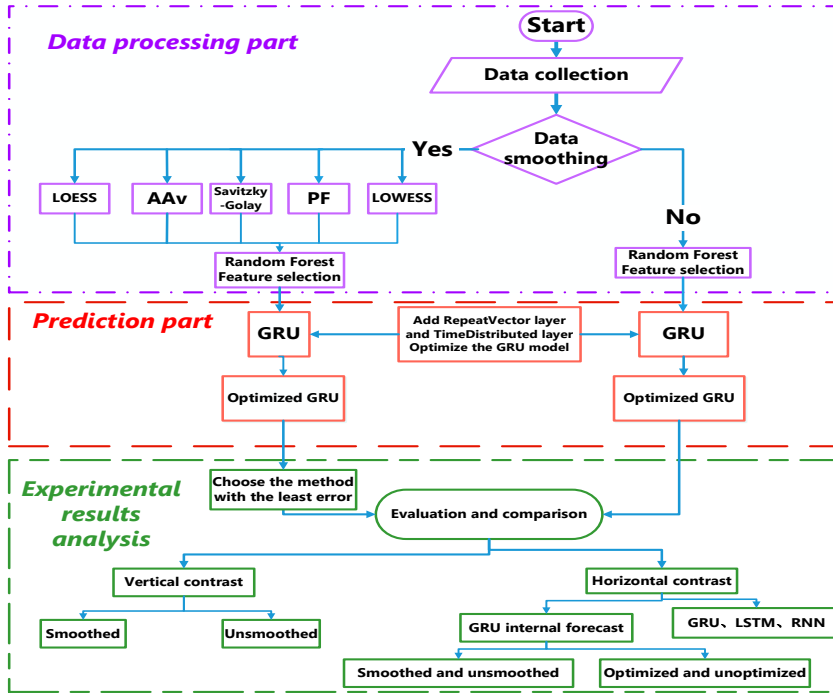 Start
Data processing part
Data collection
Data
smoothing
Yes
No
LOESS
AAv
Savitzky
-Golay
PF
LOWESS
Random Forest
Feature selection
Random Forest
Feature selection
Prediction part
GRU
Add RepeatVector layer
and TimeDistributed layer
Optimize the GRU model
GRU
Optimized GRU
Optimized GRU
Experimental
results
analysis
Choose the method
with the least error
Evaluation and comparison
Vertical contrast
Horizontal contrast
Smoothed
Unsmoothed
GRU internal forecast
GRU、LSTM、RNN
Smoothed and unsmoothed
Optimized and unoptimized